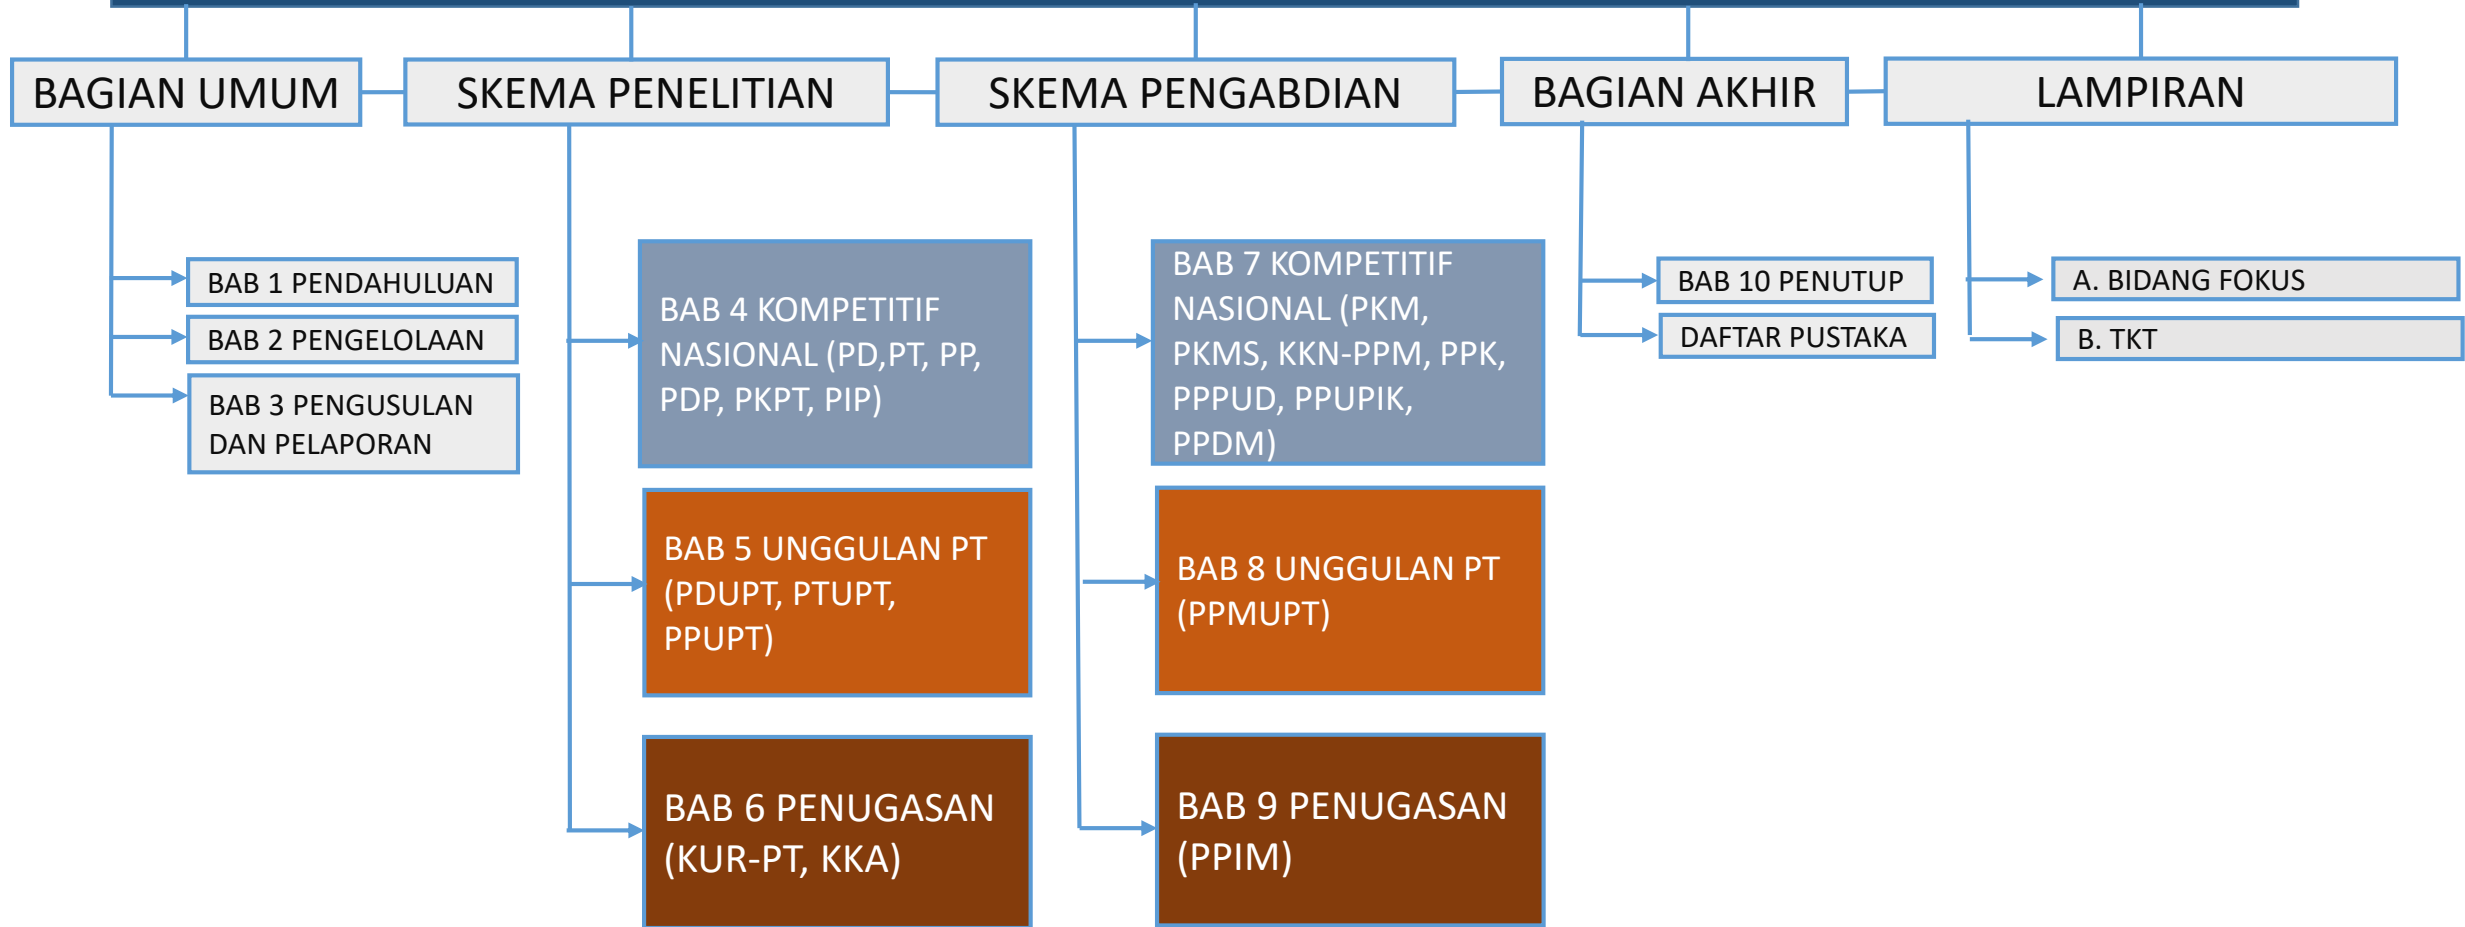 BAGIAN UMUM
SKEMA PENELITIAN
SKEMA PENGABDIAN
BAGIAN AKHIR
LAMPIRAN
BAB 1 PENDAHULUAN
BAB 2 PENGELOLAAN
BAB 3 PENGUSULAN
DAN PELAPORAN
BAB 4 KOMPETITIF
NASIONAL (PD,PT, PP,
PDP, PKPT, PIP)
BAB 5 UNGGULAN PT
(PDUPT, PTUPT,
PPUPT)
BAB 6 PENUGASAN
(KUR-PT, KKA)
BAB 7 KOMPETITIF
NASIONAL (PKM,
PKMS, KKN-PPM, PPK,
PPPUD, PPUPIK,
PPDM)
BAB 8 UNGGULAN PT
(PPMUPT)
BAB 9 PENUGASAN
(PPIM)
BAB 10 PENUTUP
DAFTAR PUSTAKA
A. BIDANG FOKUS
B. TKT